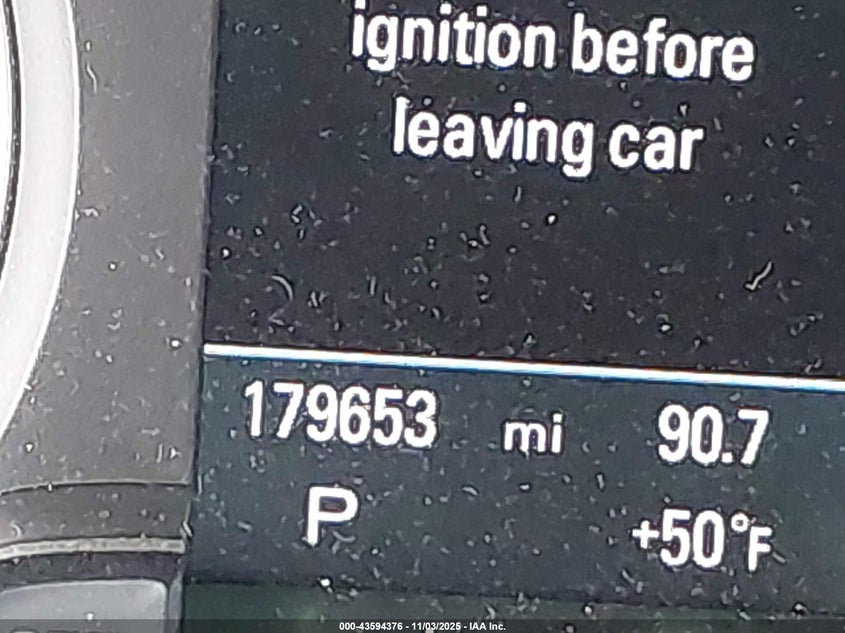 ignition before
leaving car
179653 mi 90.7
P +50°F
000-43594376 - 11/03/2025 - IAA Inc.